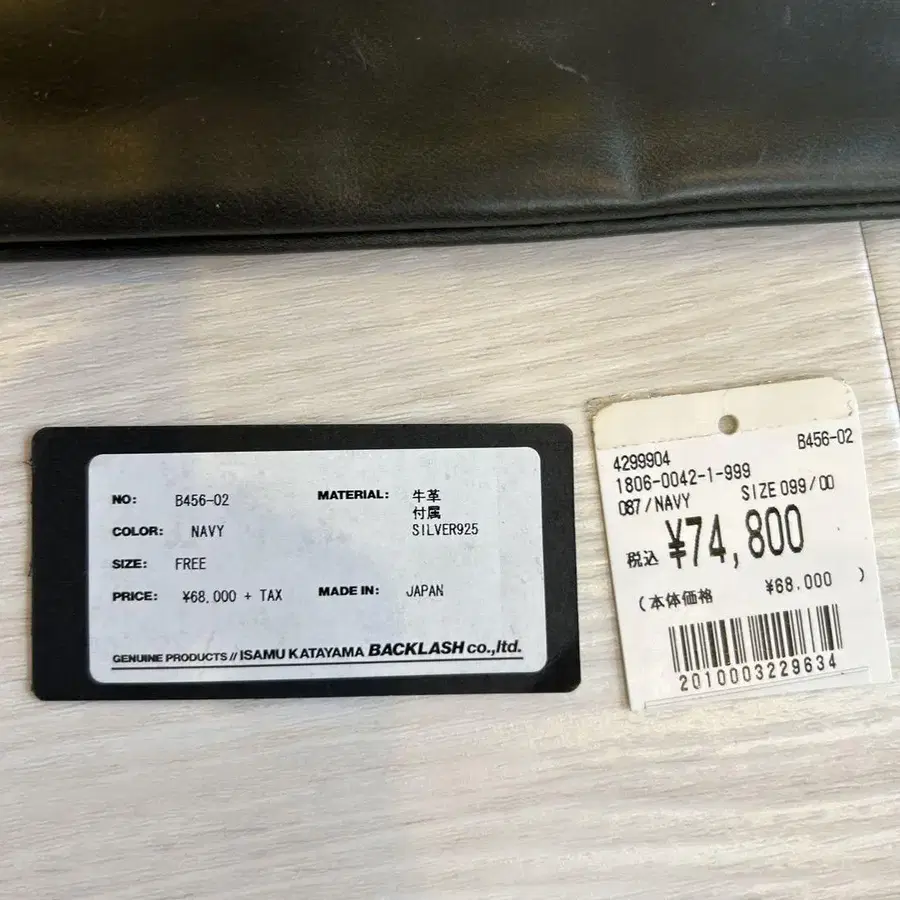 NO: B456-02
COLOR: NAVY
SIZE: FREE
PRICE: ¥68,000 + TAX
MATERIAL: 牛革
付属
SILVER925
MADE IN: JAPAN
GENUINE PRODUCTS // ISAMU KATAYAMA BACKLASH co.,ltd.
B456-02
4299904
1806-0042-1-999
087/NAVY SIZE 099/00
税込 ¥74,800
(本体価格 ¥68.000 )
2010003229634